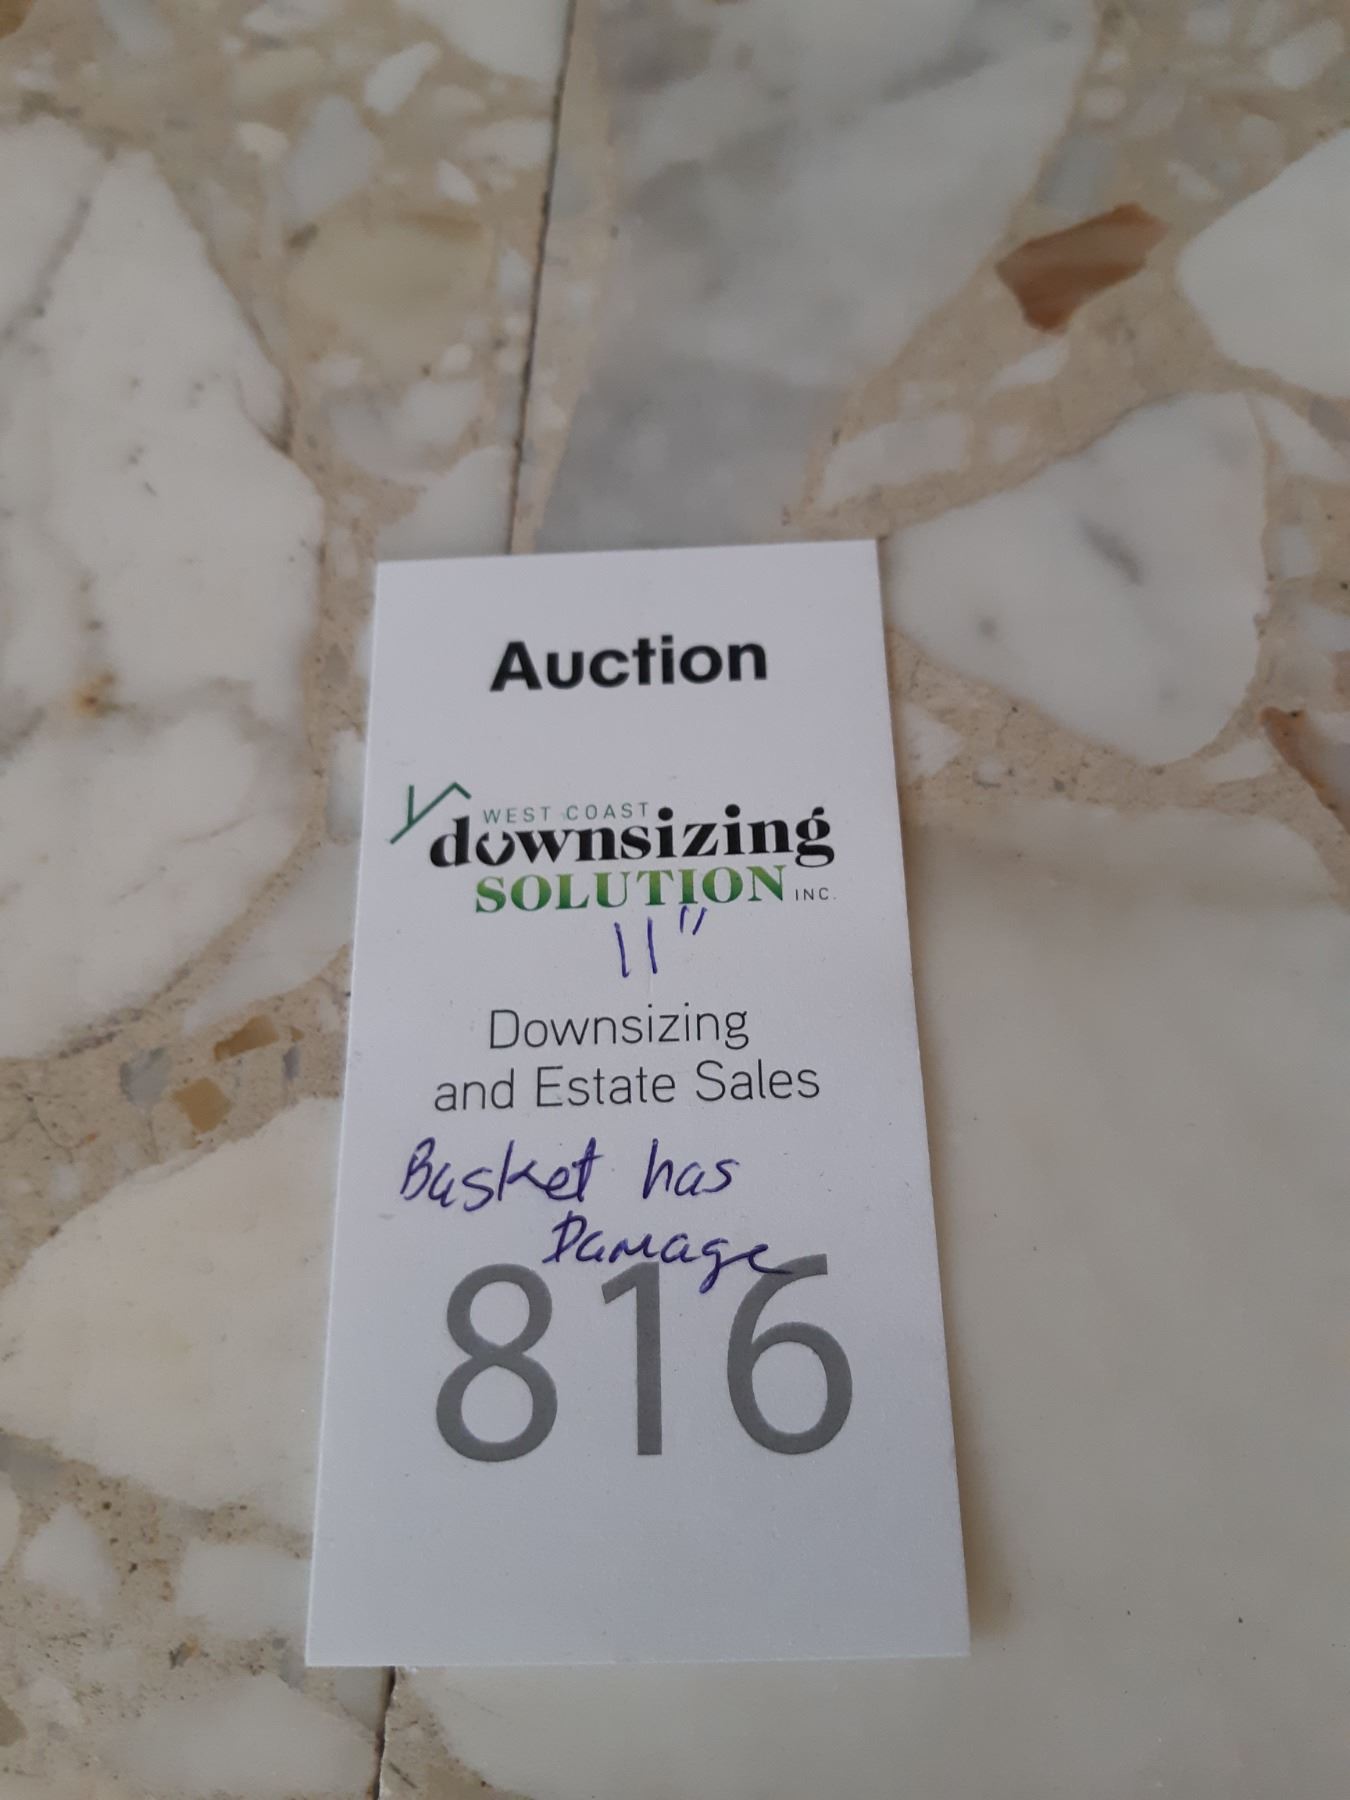 Auction
WEST COAST
downsizing
SOLUTION INC.
11"
Downsizing
and Estate Sales
Basket has
Damage
816